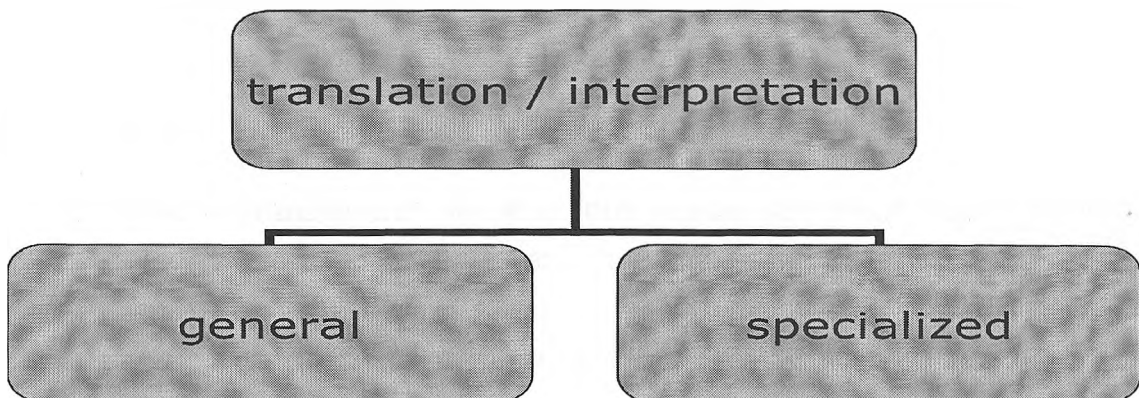 translation / interpretation
general
specialized